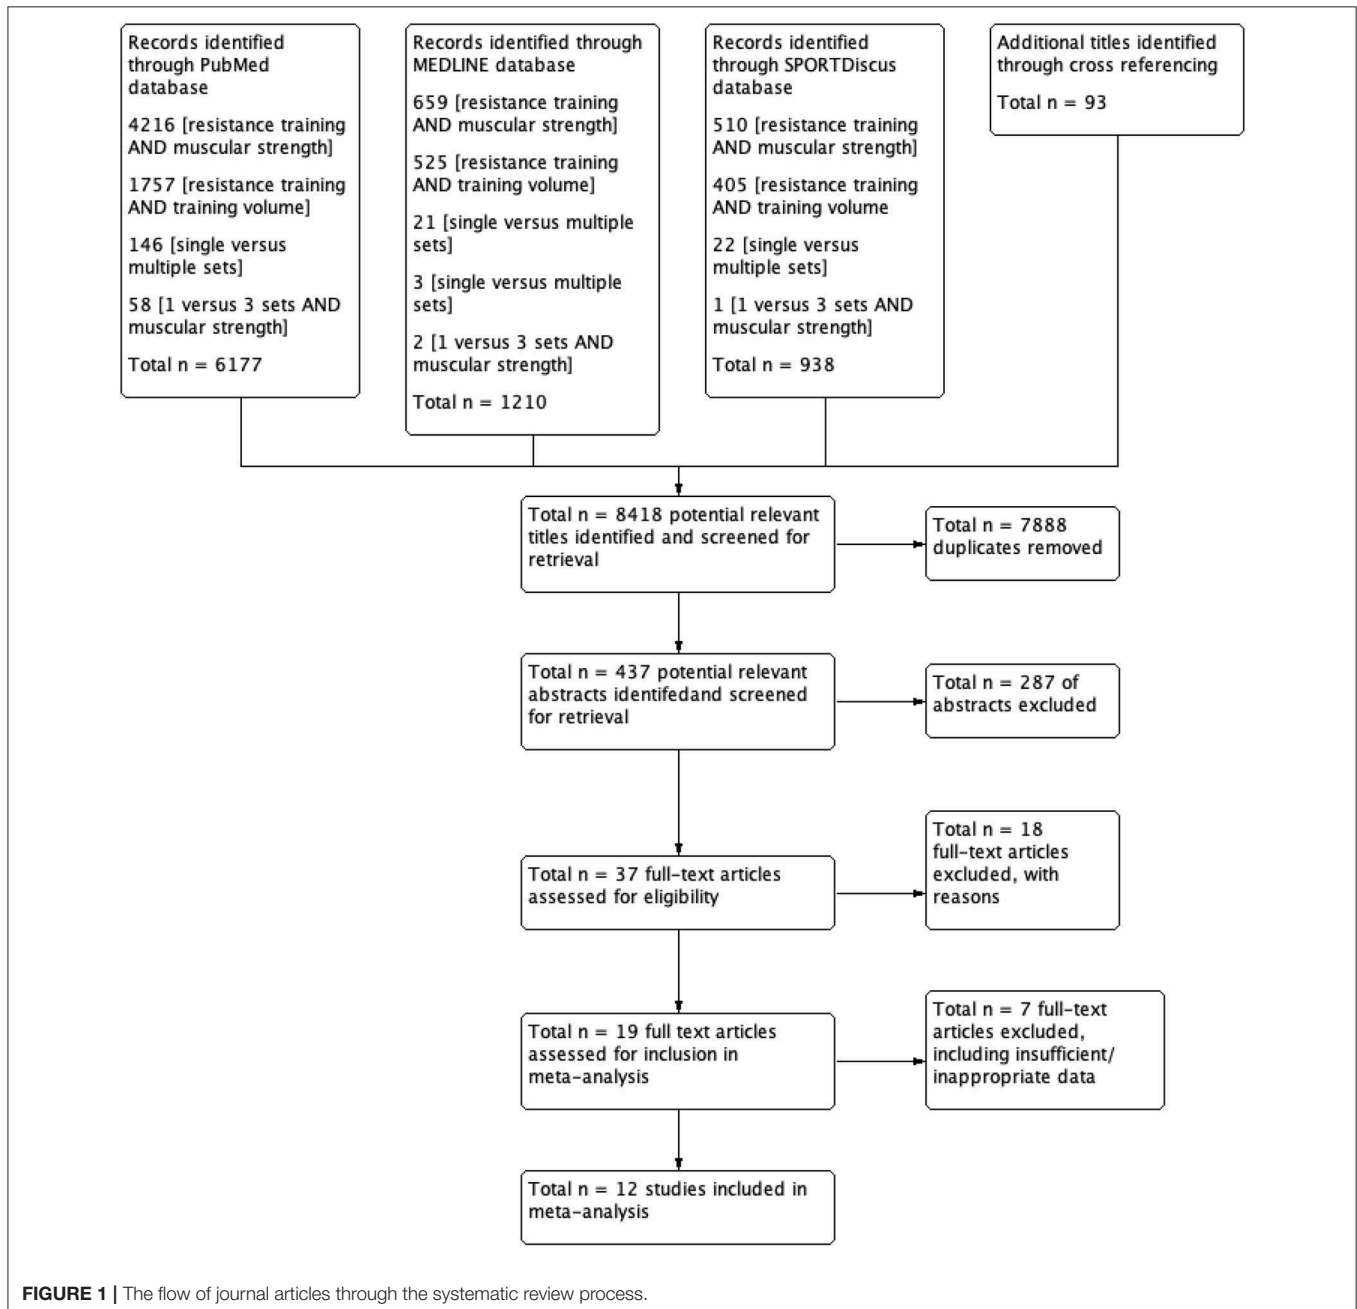 Records identified
through PubMed
database
4216 [resistance training
AND muscular strength]
1757 [resistance training
AND training volume]
146 [single versus
multiple sets]
58 [1 versus 3 sets AND
muscular strength]
Total n = 6177
Records identified through
MEDLINE database
659 [resistance training
AND muscular strength]
525 [resistance training
AND training volume]
21 [single versus multiple
sets]
3 [single versus multiple
sets]
2 [1 versus 3 sets AND
muscular strength]
Total n = 1210
Records identified
through SPORTDiscus
database
510 [resistance training
AND muscular strength]
405 [resistance training
AND training volume
22 [single versus
multiple sets]
1 [1 versus 3 sets AND
muscular strength]
Total n = 938
Additional titles identified
through cross referencing
Total n = 93
Total n = 8418 potential relevant
titles identified and screened for
retrieval
Total n = 7888
duplicates removed
Total n = 437 potential relevant
abstracts identifedand screened
for retrieval
Total n = 287 of
abstracts excluded
Total n = 37 full-text articles
assessed for eligibility
Total n = 18
full-text articles
excluded, with
reasons
Total n = 19 full text articles
assessed for inclusion in
meta-analysis
Total n = 7 full-text
articles excluded,
including insufficient/
inappropriate data
Total n = 12 studies included in
meta-analysis
FIGURE 1 | The flow of journal articles through the systematic review process.